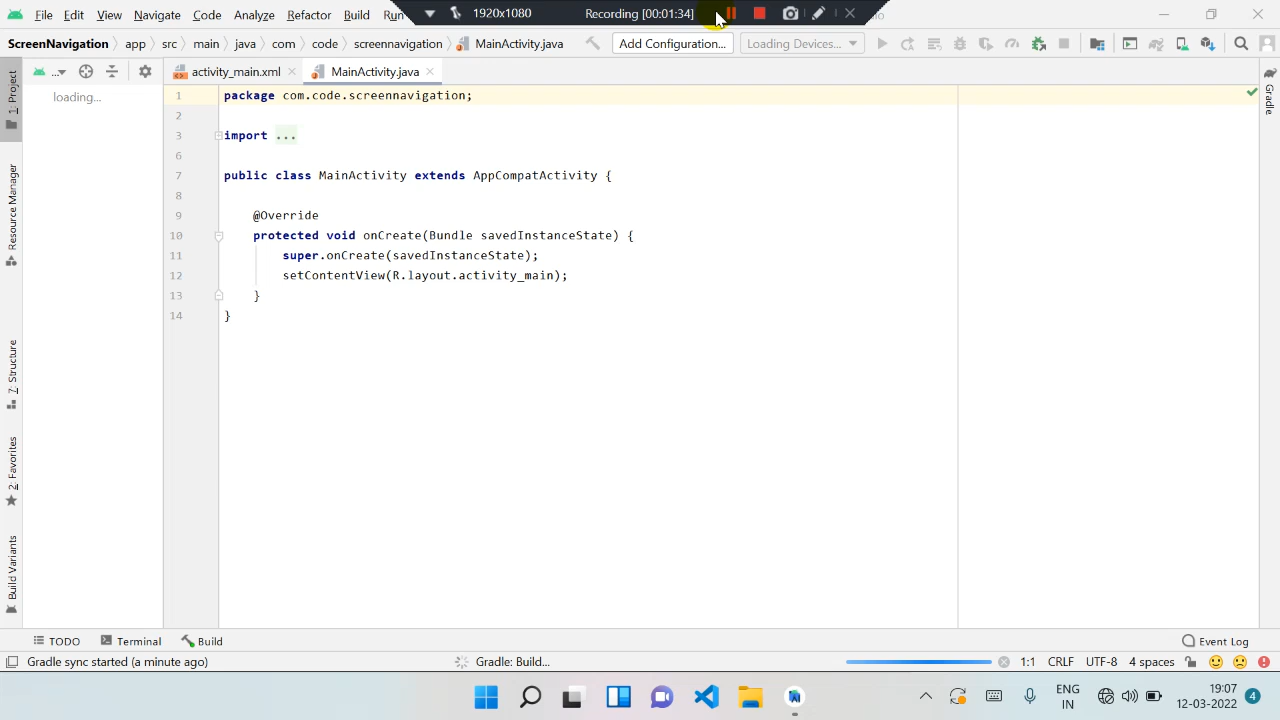 File Edit View Navigate Code Analyze Refactor Build Run
1920x1080 Recording [00:01:34]
ScreenNavigation app src main java com code screennavigation MainActivity.java Add Configuration... Loading Devices...
... activity_main.xml MainActivity.java
loading...
1 package com.code.screennavigation;
2
3 import ...
6
7 public class MainActivity extends AppCompatActivity {
8
9 @Override
10 protected void onCreate(Bundle savedInstanceState) {
11 super.onCreate(savedInstanceState);
12 setContentView(R.layout.activity_main);
13 }
14 }
1: Project
Resource Manager
7: Structure
2: Favorites
Build Variants
Gradle
TODO Terminal Build Event Log
Gradle sync started (a minute ago) Gradle: Build... 1:1 CRLF UTF-8 4 spaces
ENG 19:07
IN 12-03-2022 4